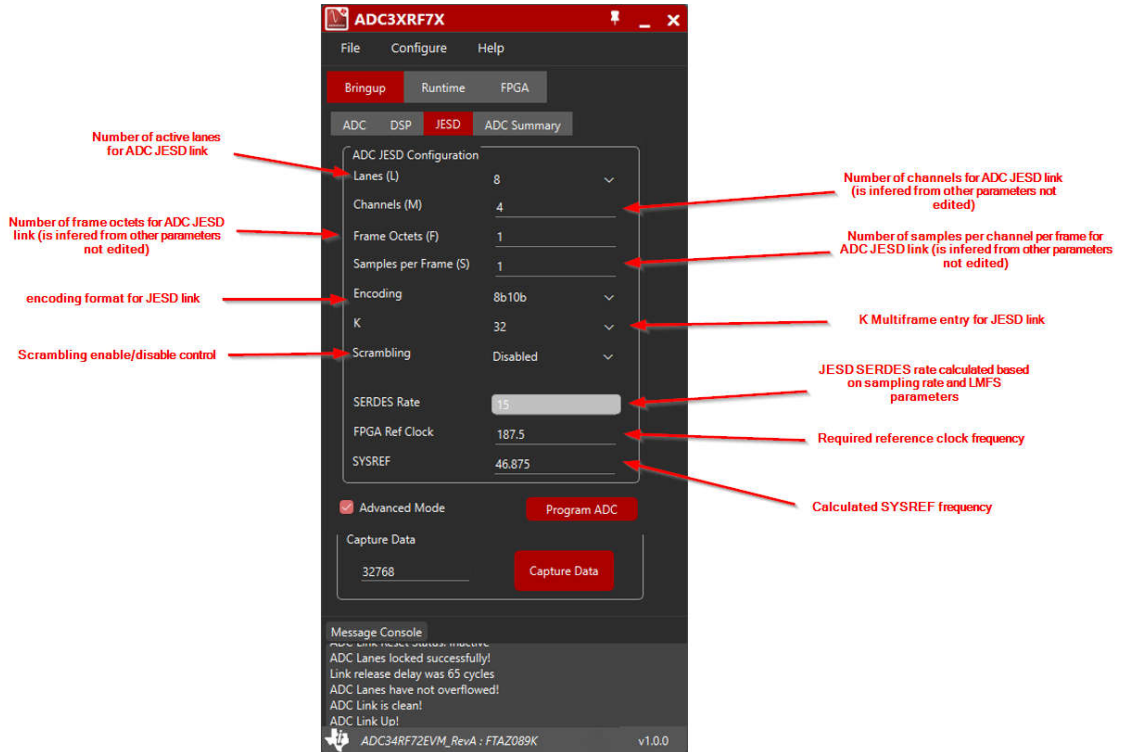 ADC3XRF7X
File Configure Help
Bringup Runtime FPGA
ADC DSP JESD ADC Summary
ADC JESD Configuration
Lanes (L) 8
Channels (M) 4
Frame Octets (F) 1
Samples per Frame (S) 1
Encoding 8b10b
K 32
Scrambling Disabled
SERDES Rate 15
FPGA Ref Clock 187.5
SYSREF 46.875
Advanced Mode Program ADC
Capture Data
32768 Capture Data
Message Console
ADC Link Reset Status: Inactive
ADC Lanes locked successfully!
Link release delay was 65 cycles
ADC Lanes have not overflowed!
ADC Link is clean!
ADC Link Up!
ADC34RF72EVM_RevA : FTAZ089K v1.0.0
Number of active lanes
for ADC JESD link
Number of frame octets for ADC JESD
link (is infered from other parameters
not edited)
encoding format for JESD link
Scrambling enable/disable control
Number of channels for ADC JESD link
(is infered from other parameters not
edited)
Number of samples per channel per frame for
ADC JESD link (is infered from other parameters
not edited)
K Multiframe entry for JESD link
JESD SERDES rate calculated based
on sampling rate and LMFS
parameters
Required reference clock frequency
Calculated SYSREF frequency